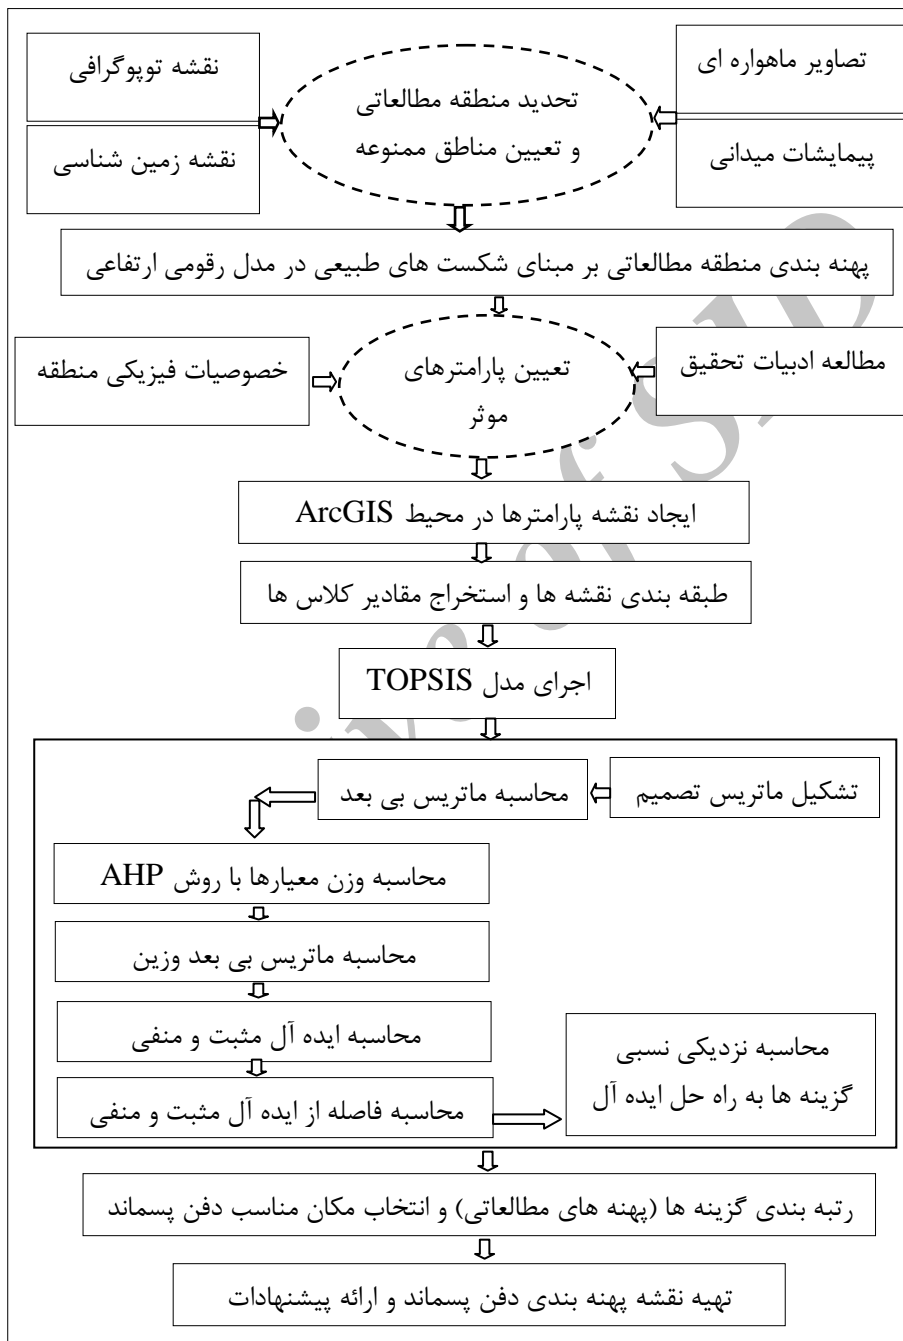 تصاویر ماهواره ای
نقشه توپوگرافی
تحدید منطقه مطالعاتی
و تعیین مناطق ممنوعه
پیمایشات میدانی
نقشه زمین شناسی
پهنه بندی منطقه مطالعاتی بر مبنای شکست های طبیعی در مدل رقومی ارتفاعی
مطالعه ادبیات تحقیق
تعیین پارامترهای
موثر
خصوصیات فیزیکی منطقه
ایجاد نقشه پارامترها در محیط ArcGIS
طبقه بندی نقشه ها و استخراج مقادیر کلاس ها
اجرای مدل TOPSIS
تشکیل ماتریس تصمیم
محاسبه ماتریس بی بعد
محاسبه وزن معیارها با روش AHP
محاسبه ماتریس بی بعد وزین
محاسبه ایده آل مثبت و منفی
محاسبه فاصله از ایده آل مثبت و منفی
محاسبه نزدیکی نسبی
گزینه ها به راه حل ایده آل
رتبه بندی گزینه ها (پهنه های مطالعاتی) و انتخاب مکان مناسب دفن پسماند
تهیه نقشه پهنه بندی دفن پسماند و ارائه پیشنهادات